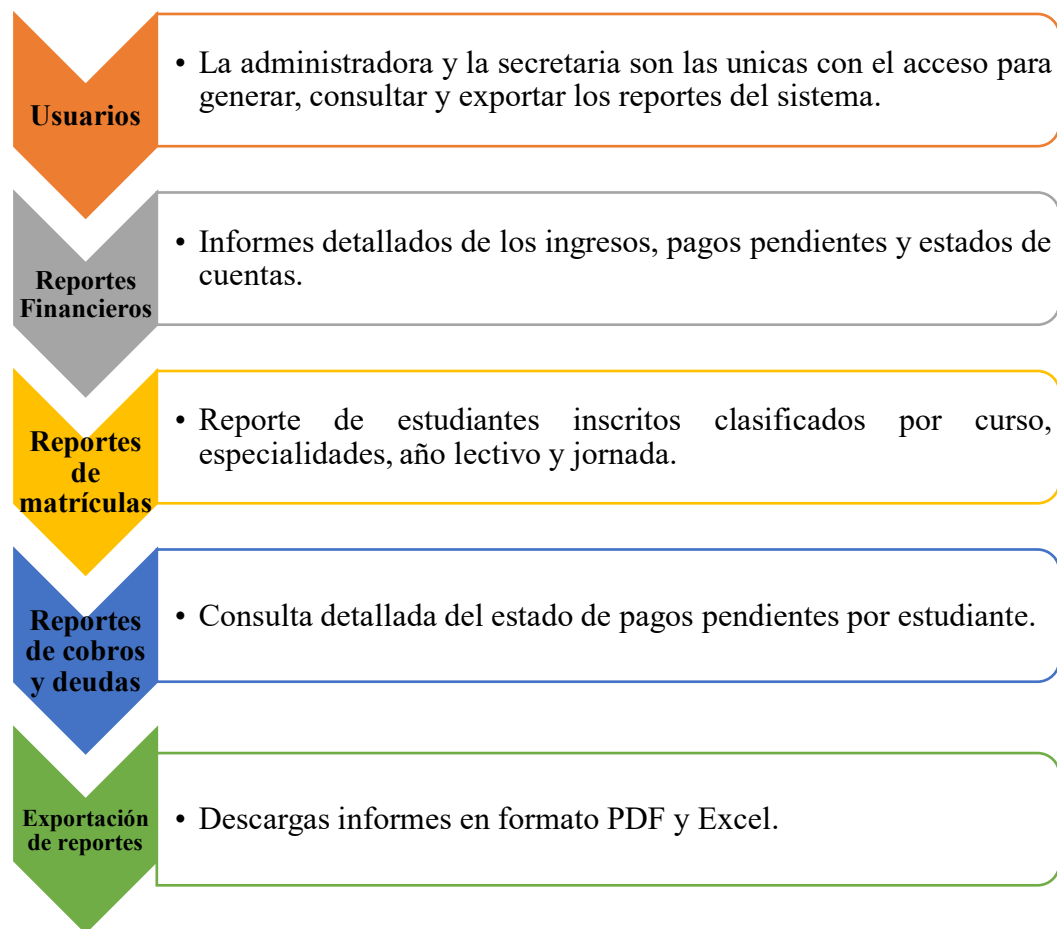 Usuarios
• La administradora y la secretaria son las unicas con el acceso para
generar, consultar y exportar los reportes del sistema.
Reportes
Financieros
• Informes detallados de los ingresos, pagos pendientes y estados de
cuentas.
Reportes
de
matrículas
• Reporte de estudiantes inscritos clasificados por curso,
especialidades, año lectivo y jornada.
Reportes
de cobros
y deudas
• Consulta detallada del estado de pagos pendientes por estudiante.
Exportación
de reportes
• Descargas informes en formato PDF y Excel.